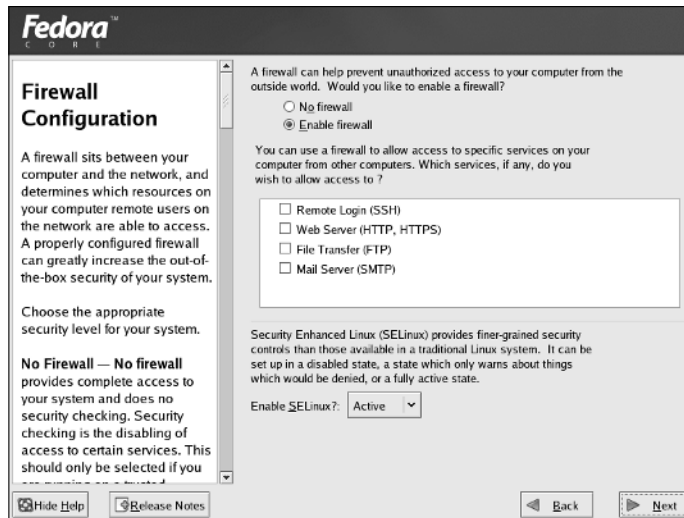 Fedora™
CORE
Firewall
Configuration
A firewall sits between your
computer and the network, and
determines which resources on
your computer remote users on
the network are able to access.
A properly configured firewall
can greatly increase the out-of-
the-box security of your system.
Choose the appropriate
security level for your system.
No Firewall — No firewall
provides complete access to
your system and does no
security checking. Security
checking is the disabling of
access to certain services. This
should only be selected if you
are running on a trusted
A firewall can help prevent unauthorized access to your computer from the
outside world. Would you like to enable a firewall?
No firewall
Enable firewall
You can use a firewall to allow access to specific services on your
computer from other computers. Which services, if any, do you
wish to allow access to ?
Remote Login (SSH)
Web Server (HTTP, HTTPS)
File Transfer (FTP)
Mail Server (SMTP)
Security Enhanced Linux (SELinux) provides finer-grained security
controls than those available in a traditional Linux system. It can be
set up in a disabled state, a state which only warns about things
which would be denied, or a fully active state.
Enable SELinux?: Active
Hide Help
Release Notes
Back
Next